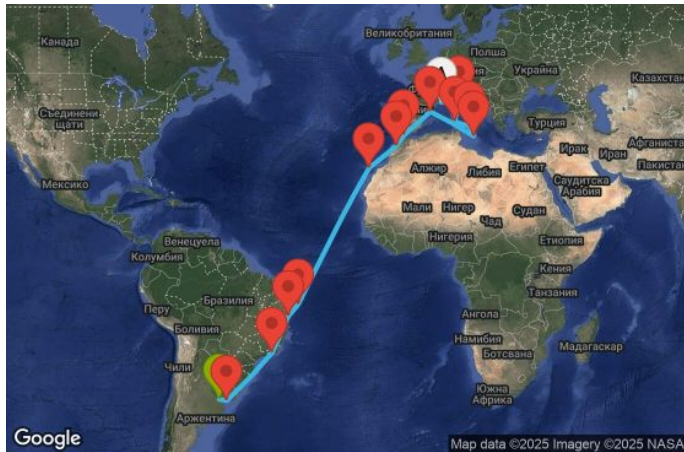 Канада
Великобритания
Полша
Украйна
Казахстан
Съединени
щати
Турция
Ирак
Иран
Афганистан
Пакистан
Мексико
Алжир
Либия
Египет
Саудитска
Арабия
Мали
Нигер
Чад
Судан
Венецуела
Колумбия
Нигерия
Етиопия
Кения
Танзания
Перу
Бразилия
Боливия
Ангола
Намибия
Ботсвана
Мадагаскар
Чили
Южна
Африка
Аржентина
Google
Map data ©2025 Imagery ©2025 NASA